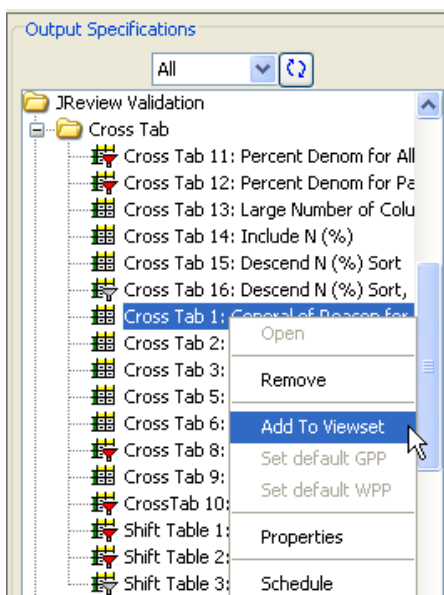 Output Specifications
All
JReview Validation
Cross Tab
Cross Tab 11: Percent Denom for All
Cross Tab 12: Percent Denom for Pa
Cross Tab 13: Large Number of Colu
Cross Tab 14: Include N (%)
Cross Tab 15: Descend N (%) Sort
Cross Tab 16: Descend N (%) Sort,
Cross Tab 1: General of Reason for
Cross Tab 2:
Cross Tab 3:
Cross Tab 5:
Cross Tab 6:
Cross Tab 8:
Cross Tab 9:
CrossTab 10:
Shift Table 1:
Shift Table 2:
Shift Table 3:
Open
Remove
Add To Viewset
Set default GPP
Set default WPP
Properties
Schedule